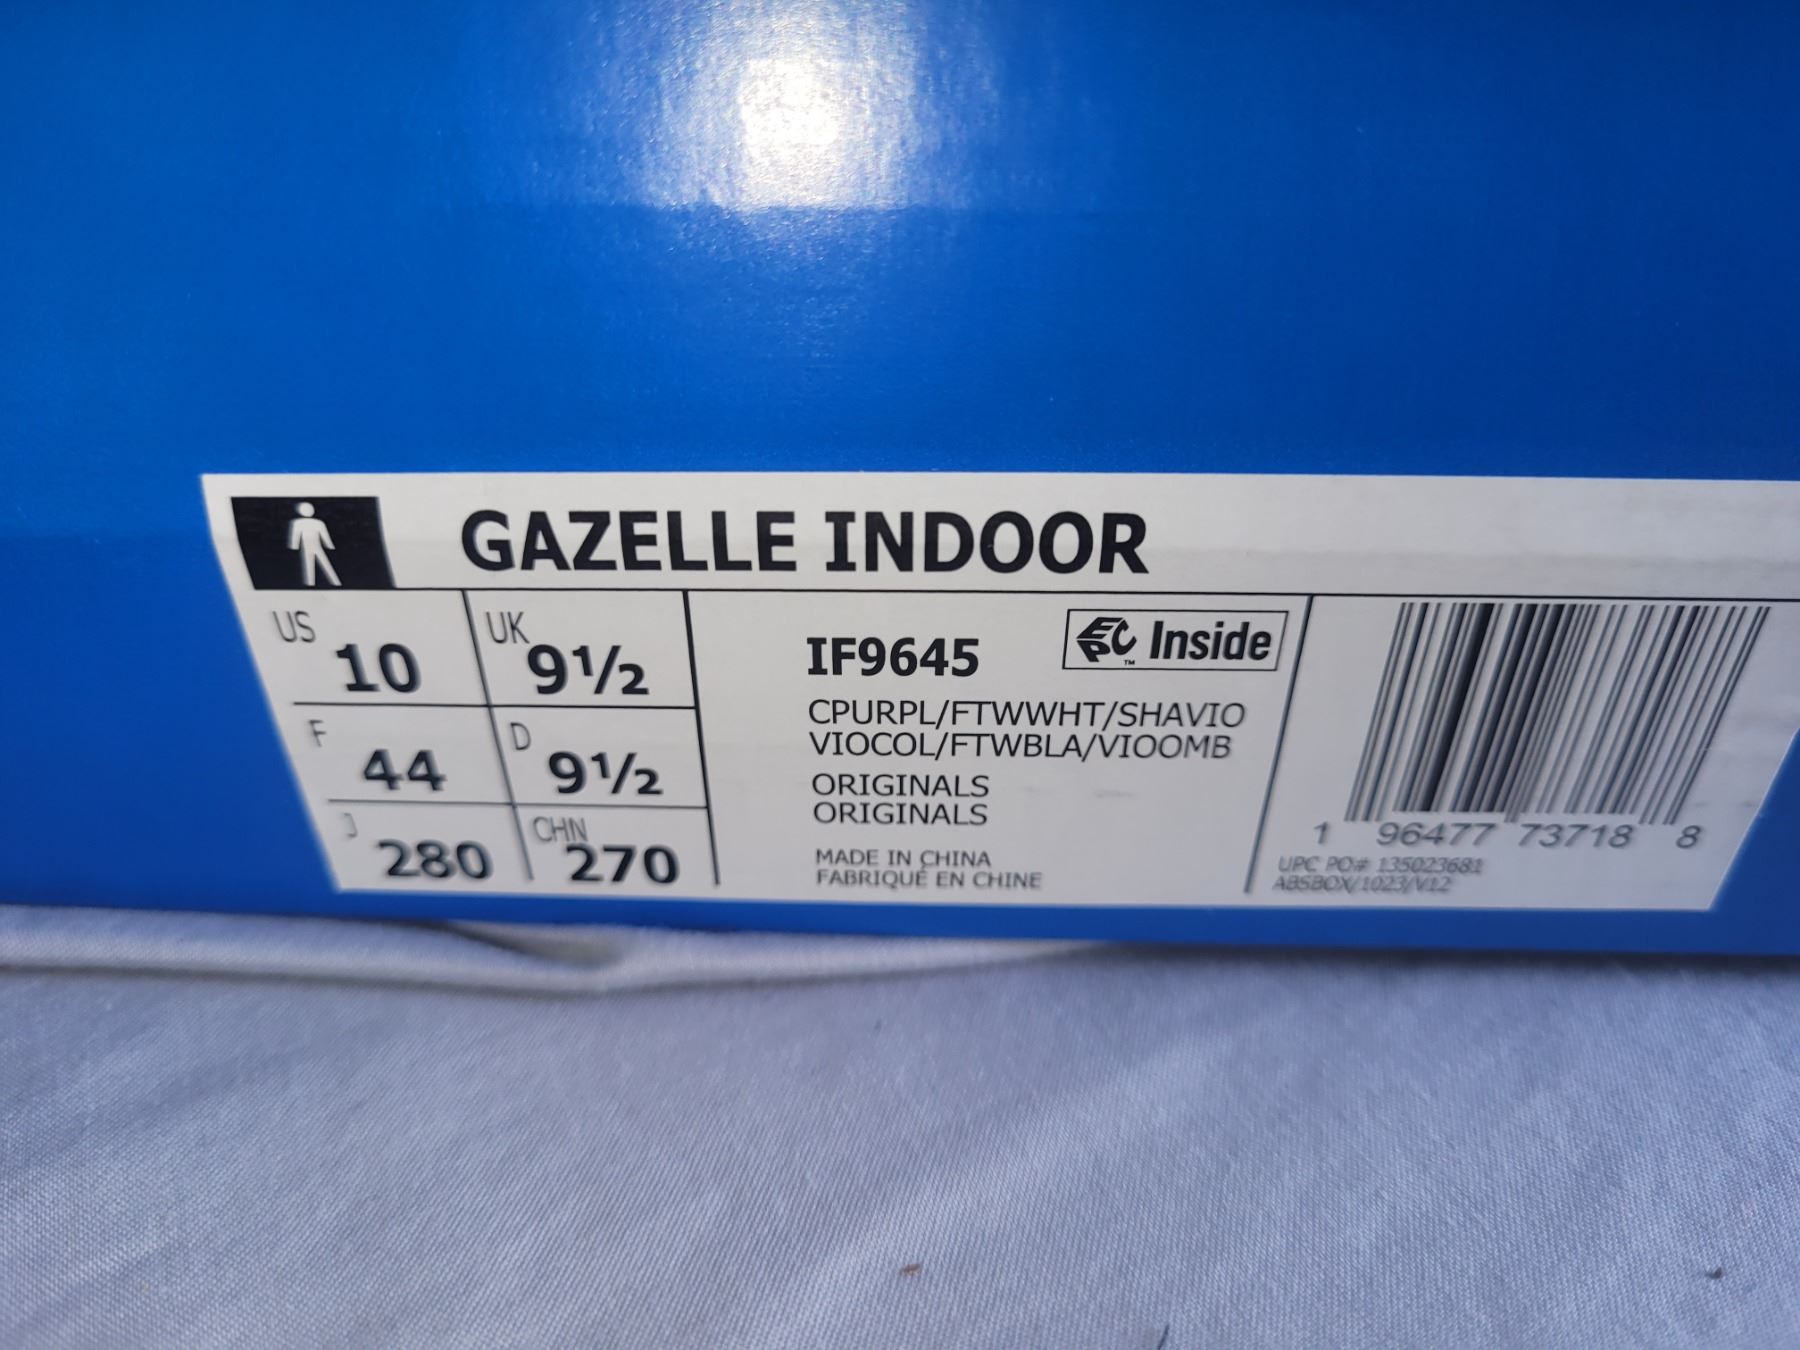 GAZELLE INDOOR
US 10 UK 9½
F 44 D 9½
J 280 CHN 270
IF9645 EPC™ Inside
CPURPL/FTWWHT/SHAVIO
VIOCOL/FTWBLA/VIOOMB
ORIGINALS
ORIGINALS
MADE IN CHINA
FABRIQUÉ EN CHINE
1 96477 73718 8
UPC PO# 135023681
ABSBOX/1023/V12